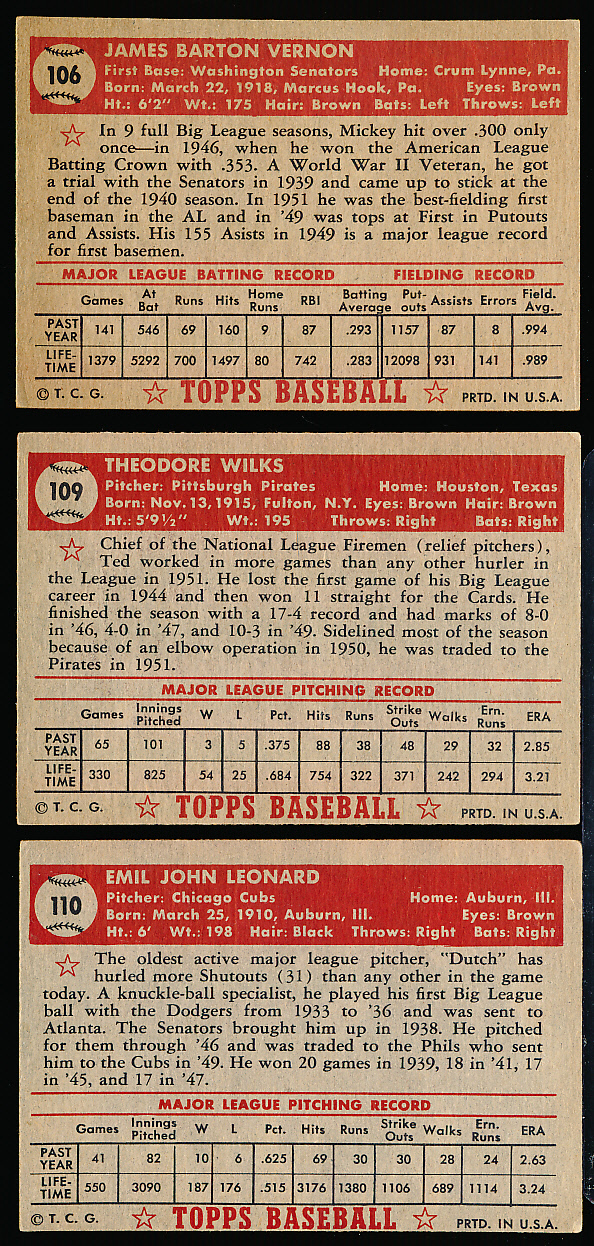 106
JAMES BARTON VERNON
First Base: Washington Senators Home: Crum Lynne, Pa.
Born: March 22, 1918, Marcus Hook, Pa. Eyes: Brown
Ht.: 6'2" Wt.: 175 Hair: Brown Bats: Left Throws: Left
In 9 full Big League seasons, Mickey hit over .300 only
once—in 1946, when he won the American League
Batting Crown with .353. A World War II Veteran, he got
a trial with the Senators in 1939 and came up to stick at the
end of the 1940 season. In 1951 he was the best-fielding first
baseman in the AL and in '49 was tops at First in Putouts
and Assists. His 155 Asists in 1949 is a major league record
for first basemen.
MAJOR LEAGUE BATTING RECORD FIELDING RECORD
Games At Bat Runs Hits Home Runs RBI Batting Average Put-outs Assists Errors Field. Avg.
PAST YEAR 141 546 69 160 9 87 .293 1157 87 8 .994
LIFE-TIME 1379 5292 700 1497 80 742 .283 12098 931 141 .989
© T. C. G. TOPPS BASEBALL PRTD. IN U.S.A.
109
THEODORE WILKS
Pitcher: Pittsburgh Pirates Home: Houston, Texas
Born: Nov. 13, 1915, Fulton, N.Y. Eyes: Brown Hair: Brown
Ht.: 5'9½" Wt.: 195 Throws: Right Bats: Right
Chief of the National League Firemen (relief pitchers),
Ted worked in more games than any other hurler in
the League in 1951. He lost the first game of his Big League
career in 1944 and then won 11 straight for the Cards. He
finished the season with a 17-4 record and had marks of 8-0
in '46, 4-0 in '47, and 10-3 in '49. Sidelined most of the season
because of an elbow operation in 1950, he was traded to the
Pirates in 1951.
MAJOR LEAGUE PITCHING RECORD
Games Innings Pitched W L Pct. Hits Runs Strike Outs Walks Ern. Runs ERA
PAST YEAR 65 101 3 5 .375 88 38 48 29 32 2.85
LIFE-TIME 330 825 54 25 .684 754 322 371 242 294 3.21
© T. C. G. TOPPS BASEBALL PRTD. IN U.S.A.
110
EMIL JOHN LEONARD
Pitcher: Chicago Cubs Home: Auburn, Ill.
Born: March 25, 1910, Auburn, Ill. Eyes: Brown
Ht.: 6' Wt.: 198 Hair: Black Throws: Right Bats: Right
The oldest active major league pitcher, "Dutch" has
hurled more Shutouts (31) than any other in the game
today. A knuckle-ball specialist, he played his first Big League
ball with the Dodgers from 1933 to '36 and was sent to
Atlanta. The Senators brought him up in 1938. He pitched
for them through '46 and was traded to the Phils who sent
him to the Cubs in '49. He won 20 games in 1939, 18 in '41, 17
in '45, and 17 in '47.
MAJOR LEAGUE PITCHING RECORD
Games Innings Pitched W L Pct. Hits Runs Strike Outs Walks Ern. Runs ERA
PAST YEAR 41 82 10 6 .625 69 30 30 28 24 2.63
LIFE-TIME 550 3090 187 176 .515 3176 1380 1106 689 1114 3.24
© T. C. G. TOPPS BASEBALL PRTD. IN U.S.A.